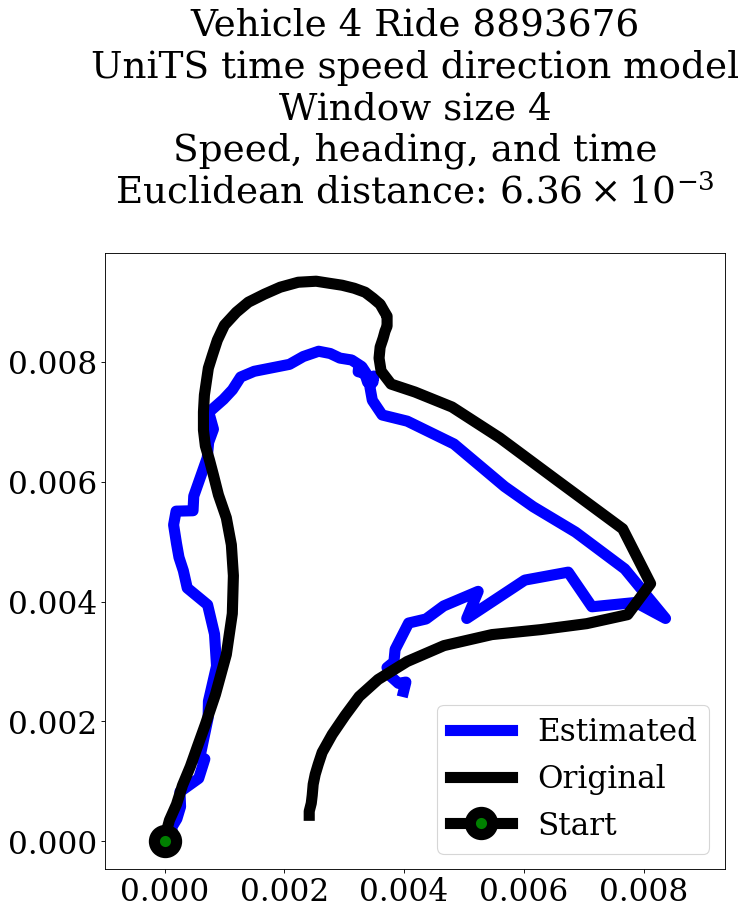 Vehicle 4 Ride 8893676
UniTS time speed direction model
Window size 4
Speed, heading, and time
Euclidean distance: 6.36 × 10⁻³
0.008
0.006
0.004
0.002
0.000
Estimated
Original
Start
0.000 0.002 0.004 0.006 0.008